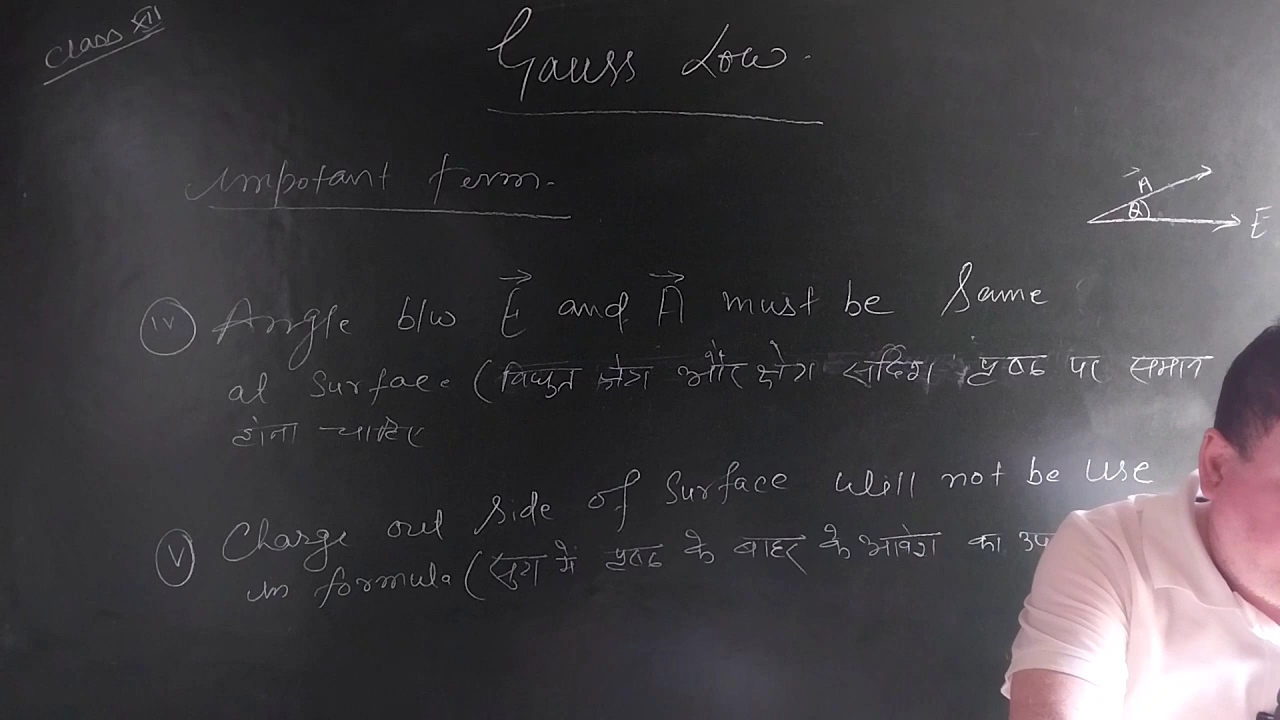 Class XII
Gauss Low.
impotant term.
A
θ
E
(iv) Angle b/w E and A must be Same
at Surface (विद्युत क्षेत्र और क्षेत्र सदिश पृष्ठ पर समान
होना चाहिए
(v) Charge out side of Surface will not be use
in formula (सुत्र में पृष्ठ के बाहर के आवेश का उप